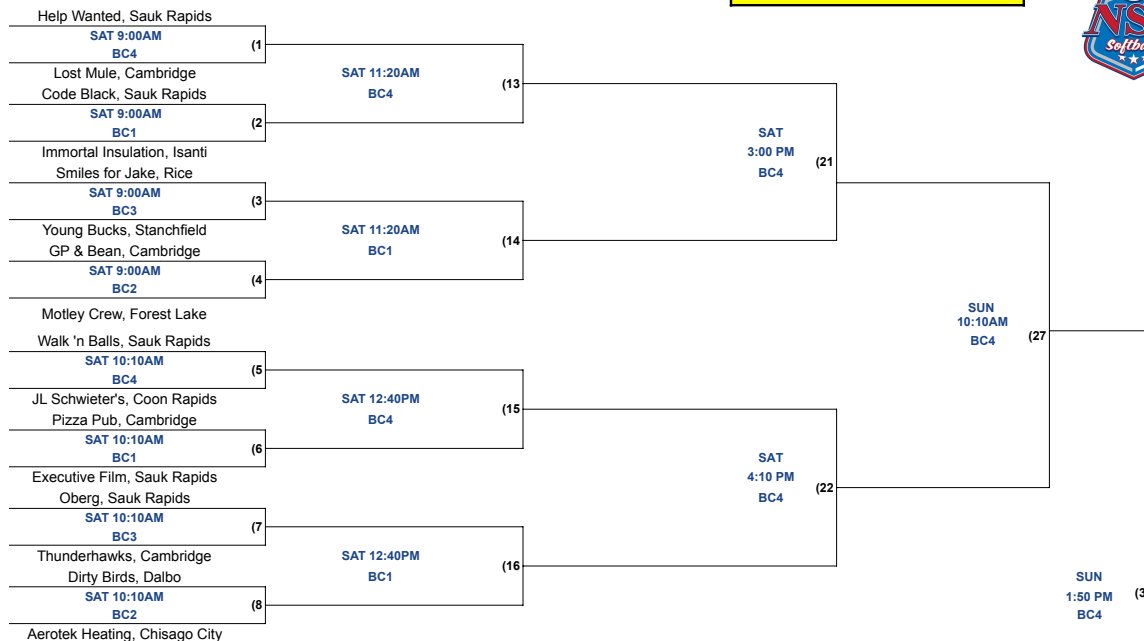 Help Wanted, Sauk Rapids
SAT 9:00AM
BC4
(1
Lost Mule, Cambridge
Code Black, Sauk Rapids
SAT 9:00AM
BC1
(2
Immortal Insulation, Isanti
Smiles for Jake, Rice
SAT 9:00AM
BC3
(3
Young Bucks, Stanchfield
GP & Bean, Cambridge
SAT 9:00AM
BC2
(4
Motley Crew, Forest Lake
Walk 'n Balls, Sauk Rapids
SAT 10:10AM
BC4
(5
JL Schwieter's, Coon Rapids
Pizza Pub, Cambridge
SAT 10:10AM
BC1
(6
Executive Film, Sauk Rapids
Oberg, Sauk Rapids
SAT 10:10AM
BC3
(7
Thunderhawks, Cambridge
Dirty Birds, Dalbo
SAT 10:10AM
BC2
(8
Aerotek Heating, Chisago City
SAT 11:20AM
BC4
(13
SAT 11:20AM
BC1
(14
SAT 12:40PM
BC4
(15
SAT 12:40PM
BC1
(16
SAT
3:00 PM
BC4
(21
SAT
4:10 PM
BC4
(22
SUN
10:10AM
BC4
(27
SUN
1:50 PM
BC4
(3